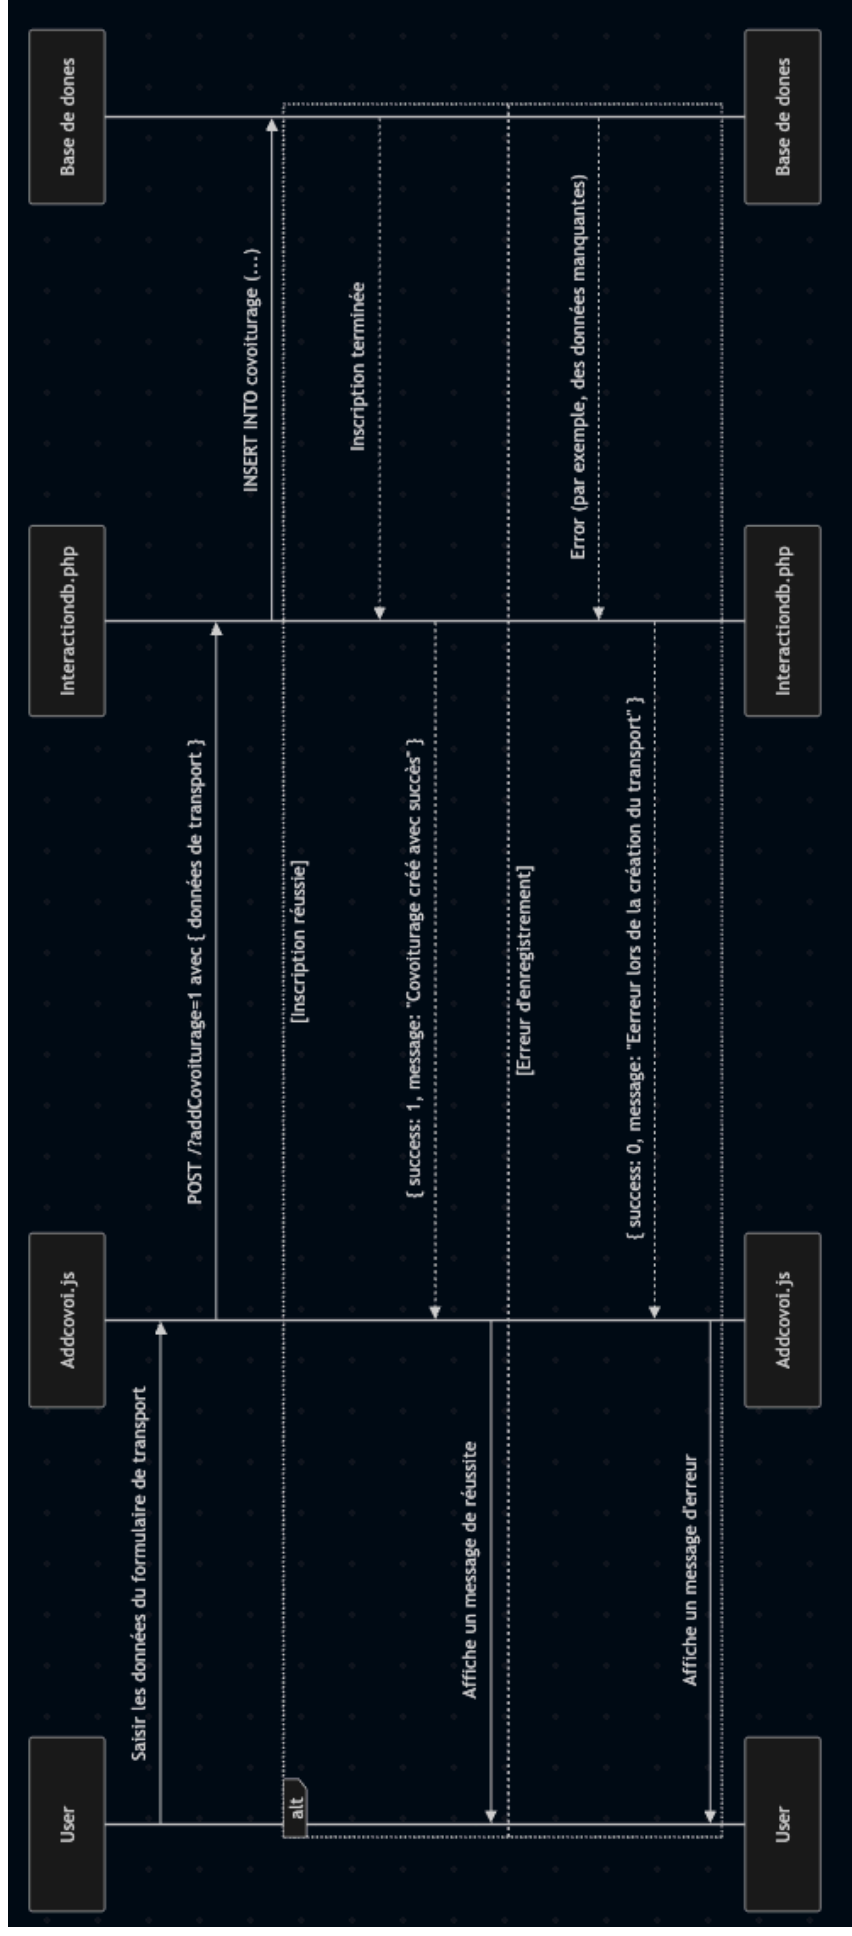 User
Addcovoi.js
Interactiondb.php
Base de dones
Saisir les données du formulaire de transport
POST /?addCovoiturage=1 avec { données de transport }
INSERT INTO covoiturage (...)
alt
[Inscription réussie]
Inscription terminée
{ success: 1, message: "Covoiturage créé avec succès" }
Affiche un message de réussite
[Erreur d'enregistrement]
Error (par exemple, des données manquantes)
{ success: 0, message: "Eerreur lors de la création du transport" }
Affiche un message d'erreur
User
Addcovoi.js
Interactiondb.php
Base de dones